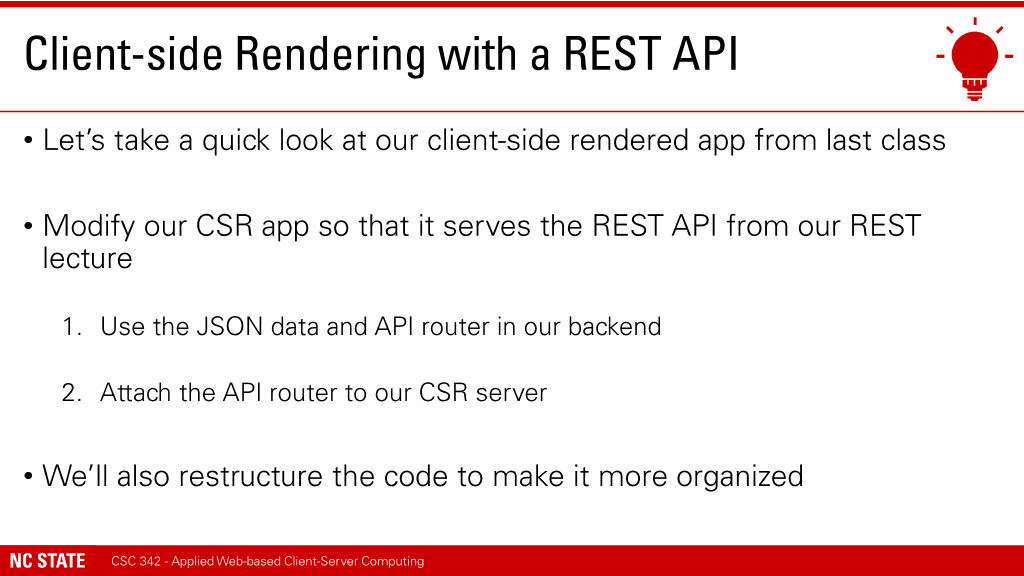 Client-side Rendering with a REST API
• Let’s take a quick look at our client-side rendered app from last class
• Modify our CSR app so that it serves the REST API from our REST
lecture
1. Use the JSON data and API router in our backend
2. Attach the API router to our CSR server
• We’ll also restructure the code to make it more organized
NC STATE CSC 342 - Applied Web-based Client-Server Computing